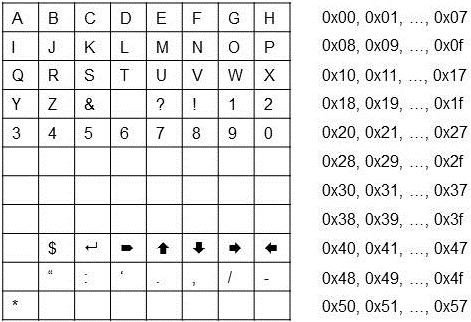 A B C D E F G H 0x00, 0x01, …, 0x07
I J K L M N O P 0x08, 0x09, …, 0x0f
Q R S T U V W X 0x10, 0x11, …, 0x17
Y Z & ? ! 1 2 0x18, 0x19, …, 0x1f
3 4 5 6 7 8 9 0 0x20, 0x21, …, 0x27
0x28, 0x29, …, 0x2f
0x30, 0x31, …, 0x37
0x38, 0x39, …, 0x3f
$ ↵ ➨ 🡅 🡇 🡆 🡄 0x40, 0x41, …, 0x47
“ : ‘ . , / - 0x48, 0x49, …, 0x4f
* 0x50, 0x51, …, 0x57